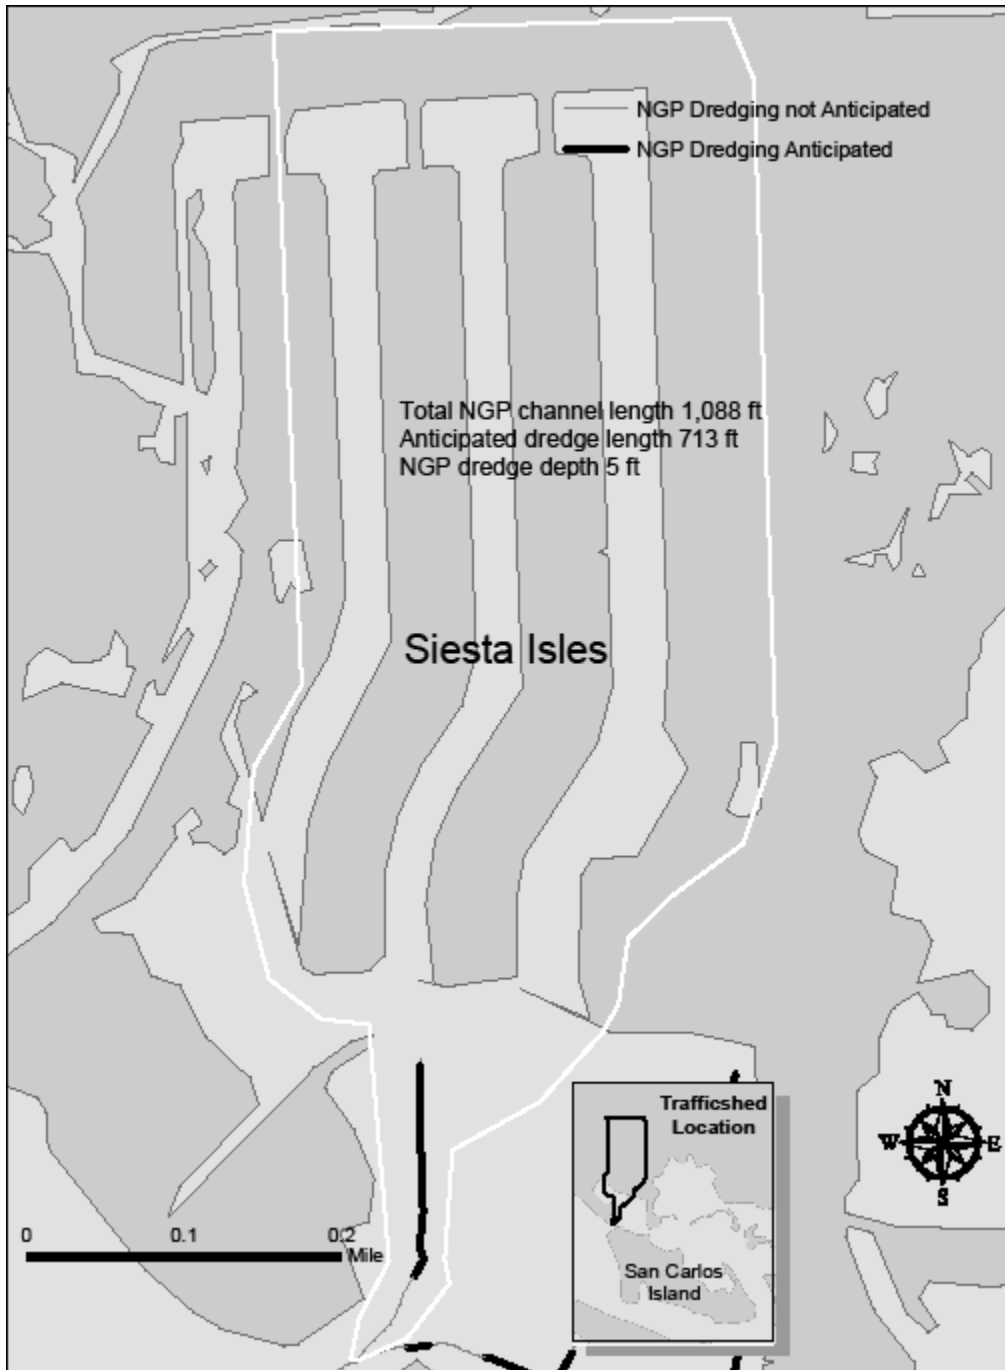 NGP Dredging not Anticipated
NGP Dredging Anticipated
Total NGP channel length 1,088 ft
Anticipated dredge length 713 ft
NGP dredge depth 5 ft
Siesta Isles
Trafficshed
Location
San Carlos
Island
N
W E
S
0 0.1 0.2
Mile